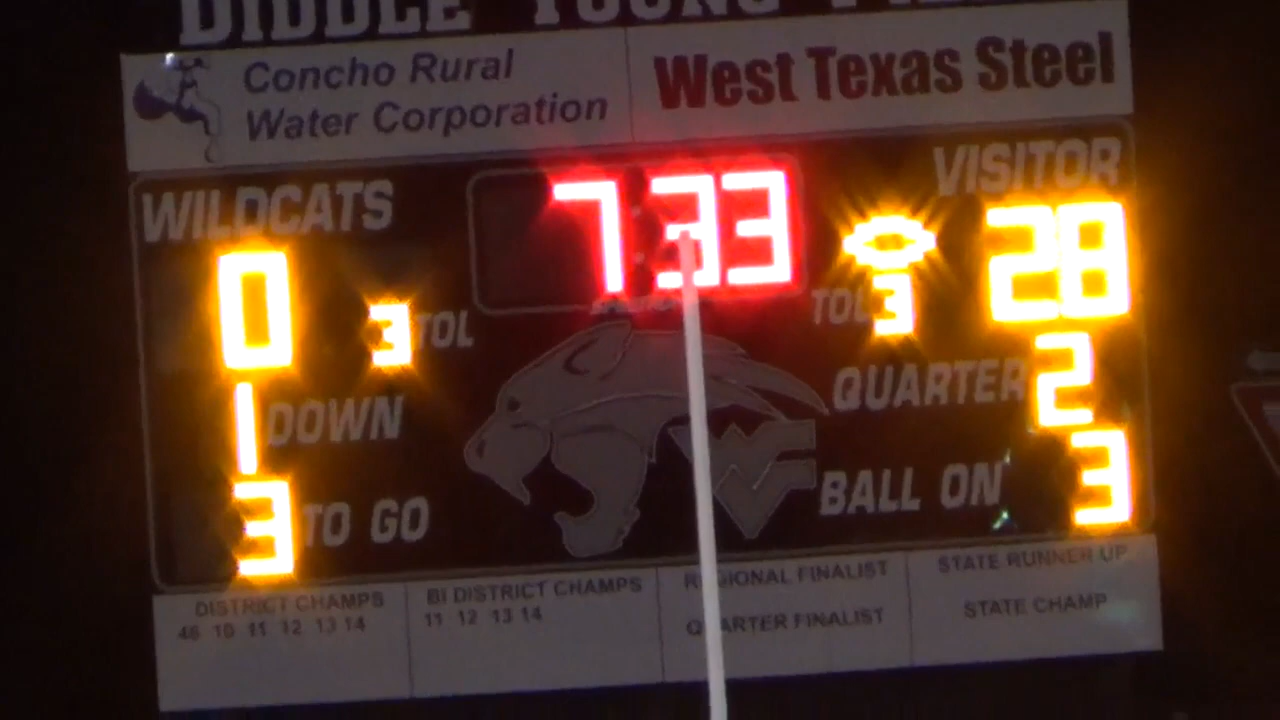 DIDDLE YOUNG
Concho Rural
Water Corporation
West Texas Steel
WILDCATS
7:33
VISITOR
0
3 TOL
TOL 3
28
1 DOWN
QUARTER 2
3 TO GO
W
BALL ON 3
DISTRICT CHAMPS
46 10 11 12 13 14
BI DISTRICT CHAMPS
11 12 13 14
REGIONAL FINALIST
QUARTER FINALIST
STATE RUNNER UP
STATE CHAMP